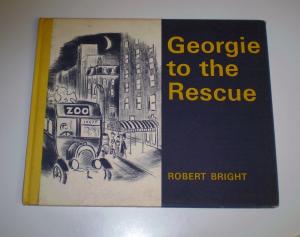 Georgie
to the
Rescue
ZOO
ROBERT BRIGHT